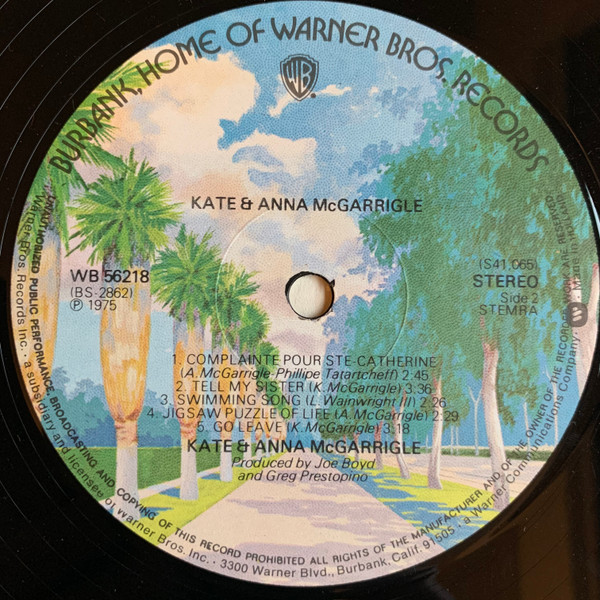 BURBANK, HOME OF WARNER BROS. RECORDS
WB
KATE & ANNA McGARRIGLE
WB 56218
(BS-2862)
℗ 1975
(S41.065)
STEREO
Side 2
STEMRA
1. COMPLAINTE POUR STE-CATHERINE
(A. McGARRIGLE-Phillipe Tatartcheff) 2:45
2. TELL MY SISTER (K. McGARRIGLE) 3:36
3. SWIMMING SONG (L. Wainwright III) 2:26
4. JIGSAW PUZZLE OF LIFE (A. McGARRIGLE) 2:29
5. GO LEAVE (K. McGARRIGLE)
KATE & ANNA McGARRIGLE
Produced by Joe Boyd
and Greg Prestopino
UNAUTHORIZED PUBLIC PERFORMANCE, BROADCASTING AND COPYING OF THIS RECORD PROHIBITED ALL RIGHTS OF THE MANUFACTURER AND OF THE OWNER OF THE RECORDED WORK ARE RESERVED
Warner Bros. Records Inc. · a subsidiary and licensee of Warner Bros. Inc. · 3300 Warner Blvd., Burbank, Calif. 91505 · a Warner Communications Company · Made in Holland